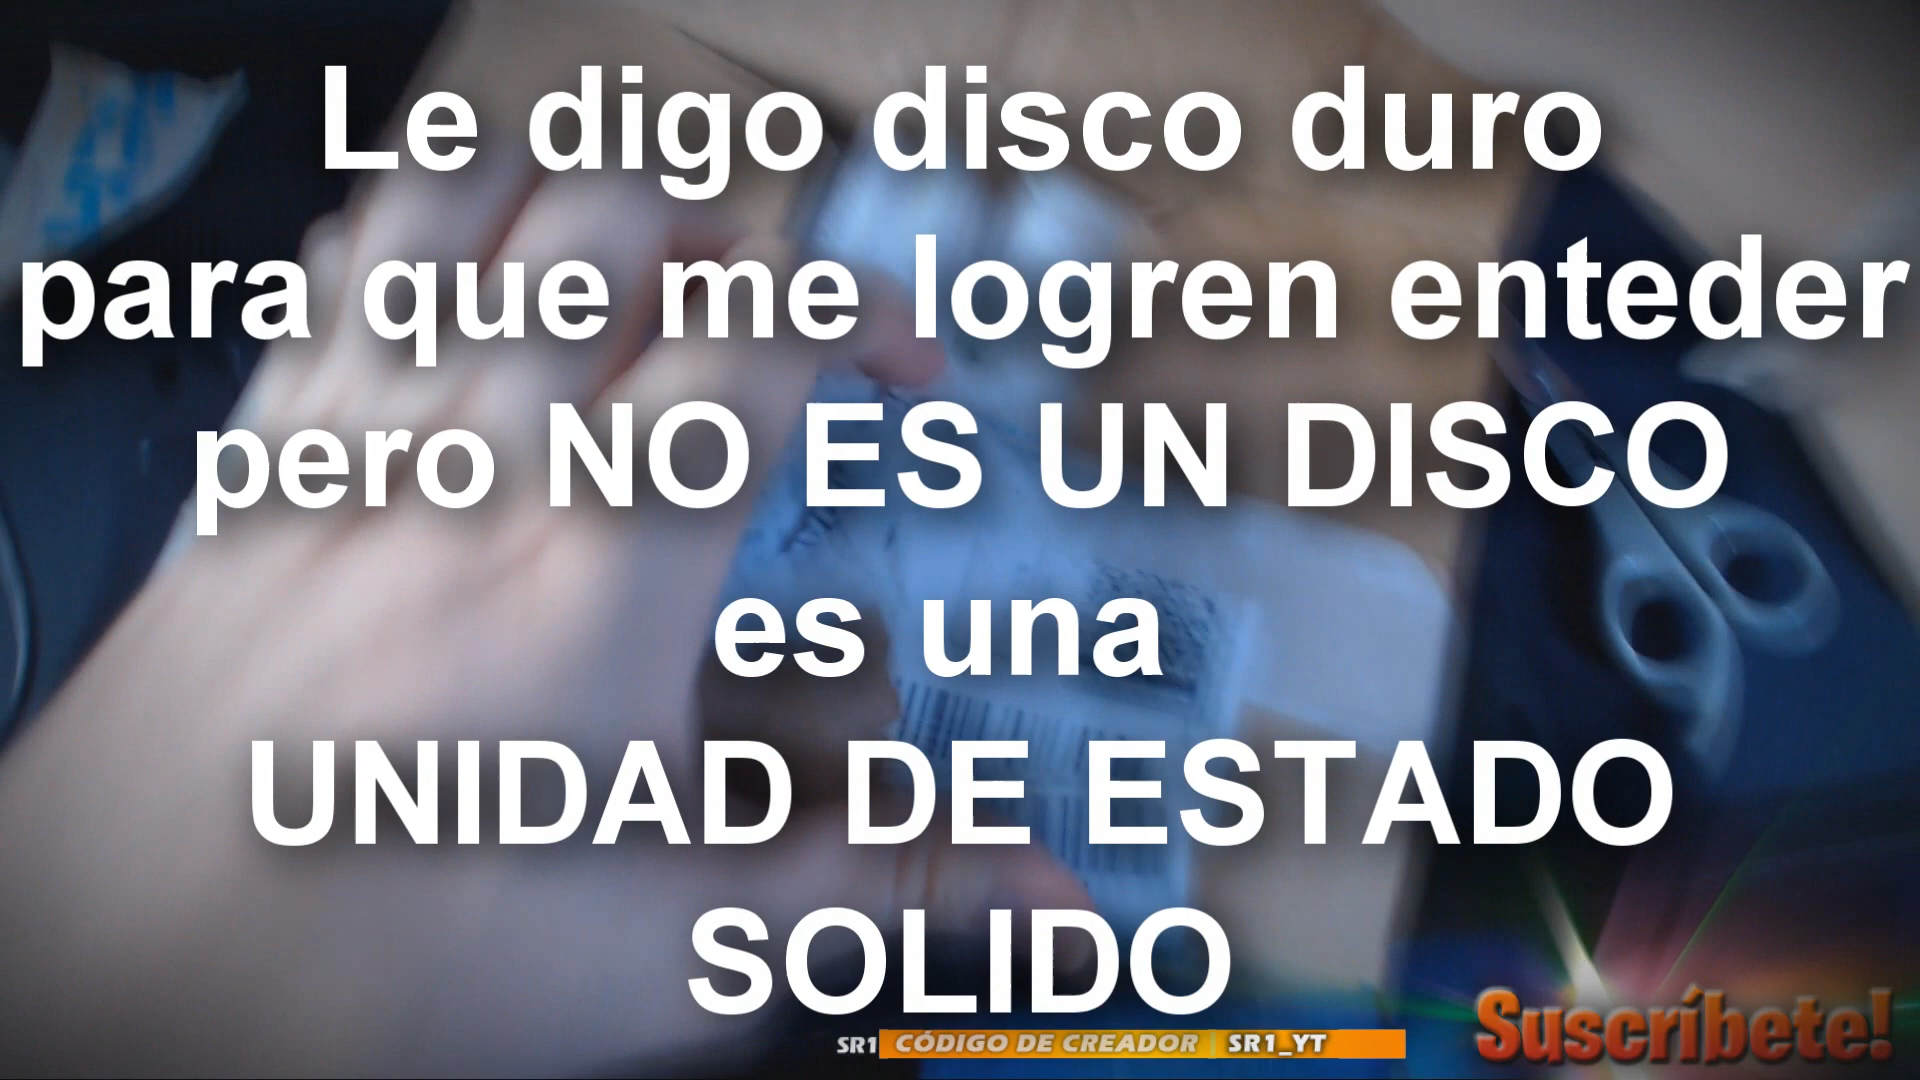 Le digo disco duro
para que me logren enteder
pero NO ES UN DISCO
es una
UNIDAD DE ESTADO
SOLIDO
SR1 CÓDIGO DE CREADOR SR1_YT
Suscríbete!